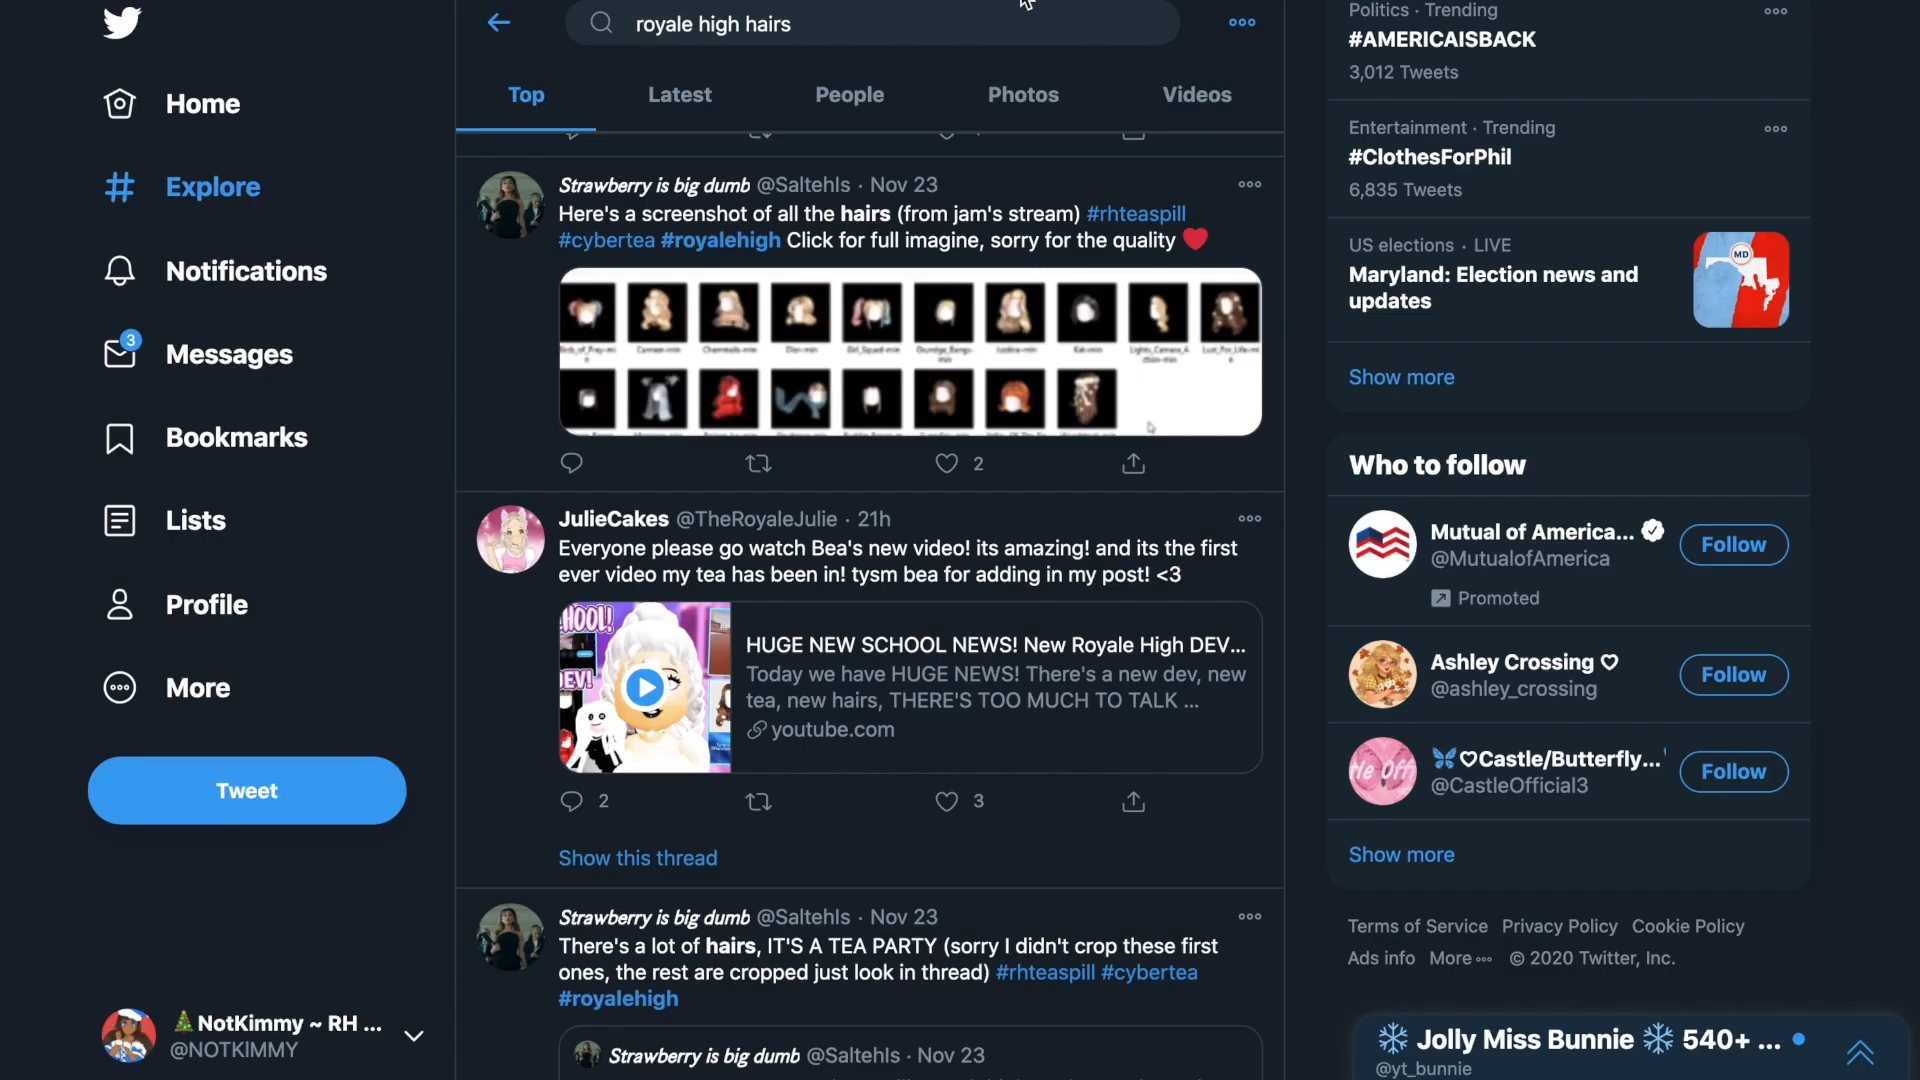 royale high hairs
Top
Latest
People
Photos
Videos
Home
Explore
Notifications
3
Messages
Bookmarks
Lists
Profile
More
Tweet
NotKimmy ~ RH ...
@NOTKIMMY
Strawberry is big dumb @Saltehls · Nov 23
Here's a screenshot of all the hairs (from jam's stream) #rhteaspill
#cybertea #royalehigh Click for full imagine, sorry for the quality
2
JulieCakes @TheRoyaleJulie · 21h
Everyone please go watch Bea's new video! its amazing! and its the first
ever video my tea has been in! tysm bea for adding in my post! <3
HOOL!
DEV!
HUGE NEW SCHOOL NEWS! New Royale High DEV...
Today we have HUGE NEWS! There's a new dev, new
tea, new hairs, THERE'S TOO MUCH TO TALK ...
youtube.com
2
3
Show this thread
Strawberry is big dumb @Saltehls · Nov 23
There's a lot of hairs, IT'S A TEA PARTY (sorry I didn't crop these first
ones, the rest are cropped just look in thread) #rhteaspill #cybertea
#royalehigh
Strawberry is big dumb @Saltehls · Nov 23
Politics · Trending
#AMERICAISBACK
3,012 Tweets
Entertainment · Trending
#ClothesForPhil
6,835 Tweets
US elections · LIVE
Maryland: Election news and
updates
MD
Show more
Who to follow
Mutual of America...
@MutualofAmerica
Follow
Promoted
Ashley Crossing ♡
@ashley_crossing
Follow
♡Castle/Butterfly...
@CastleOfficial3
Follow
Show more
Terms of Service Privacy Policy Cookie Policy
Ads info More ••• © 2020 Twitter, Inc.
Jolly Miss Bunnie 540+ ...
@yt_bunnie